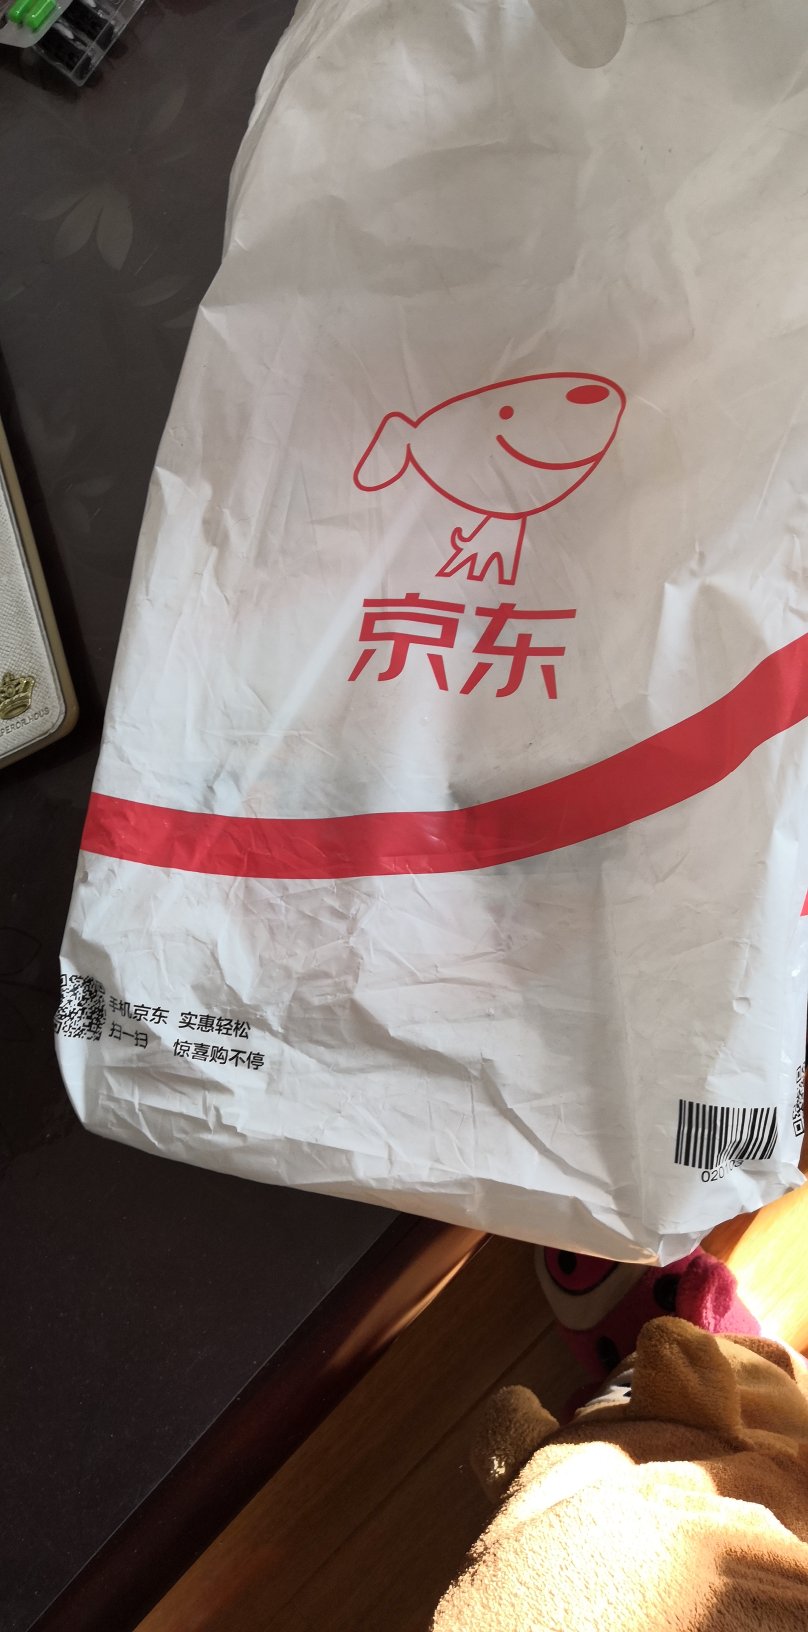 京东
手机京东 实惠轻松
扫一扫 惊喜购不停